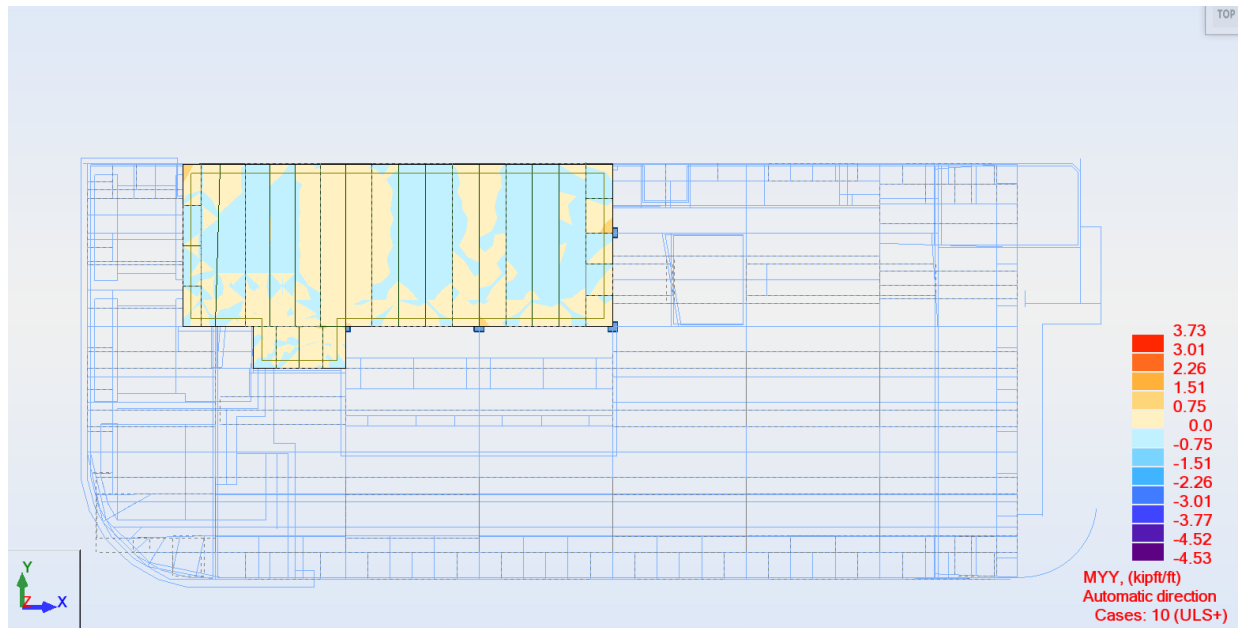 TOP
3.73
3.01
2.26
1.51
0.75
0.0
-0.75
-1.51
-2.26
-3.01
-3.77
-4.52
-4.53
MYY, (kipft/ft)
Automatic direction
Cases: 10 (ULS+)
Y
Z X